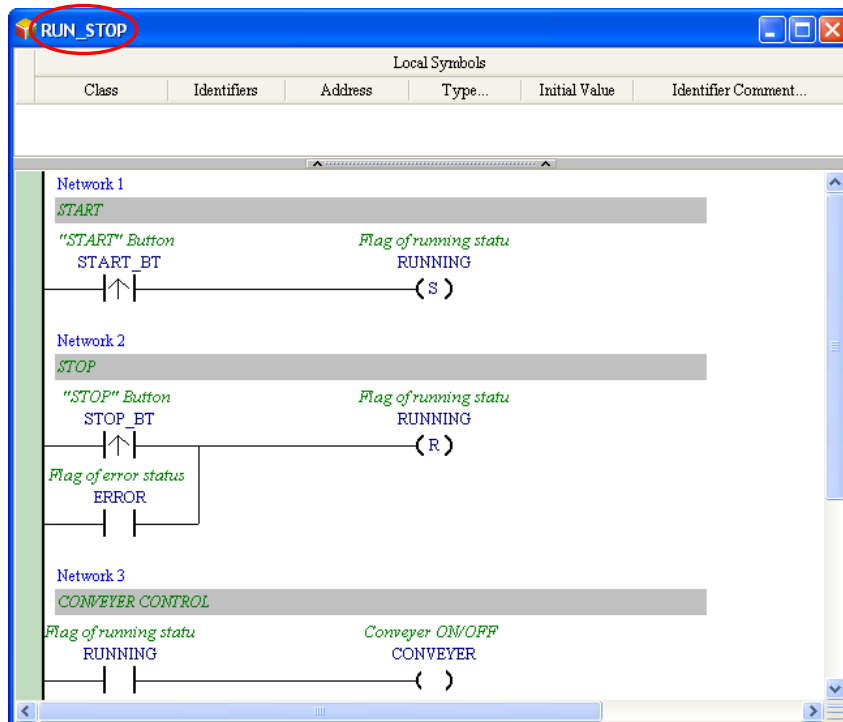 RUN_STOP
Local Symbols
Class Identifiers Address Type... Initial Value Identifier Comment...
Network 1
START
"START" Button Flag of running statu
START_BT RUNNING
S
Network 2
STOP
"STOP" Button Flag of running statu
STOP_BT RUNNING
R
Flag of error status
ERROR
Network 3
CONVEYER CONTROL
Flag of running statu Conveyer ON/OFF
RUNNING CONVEYER